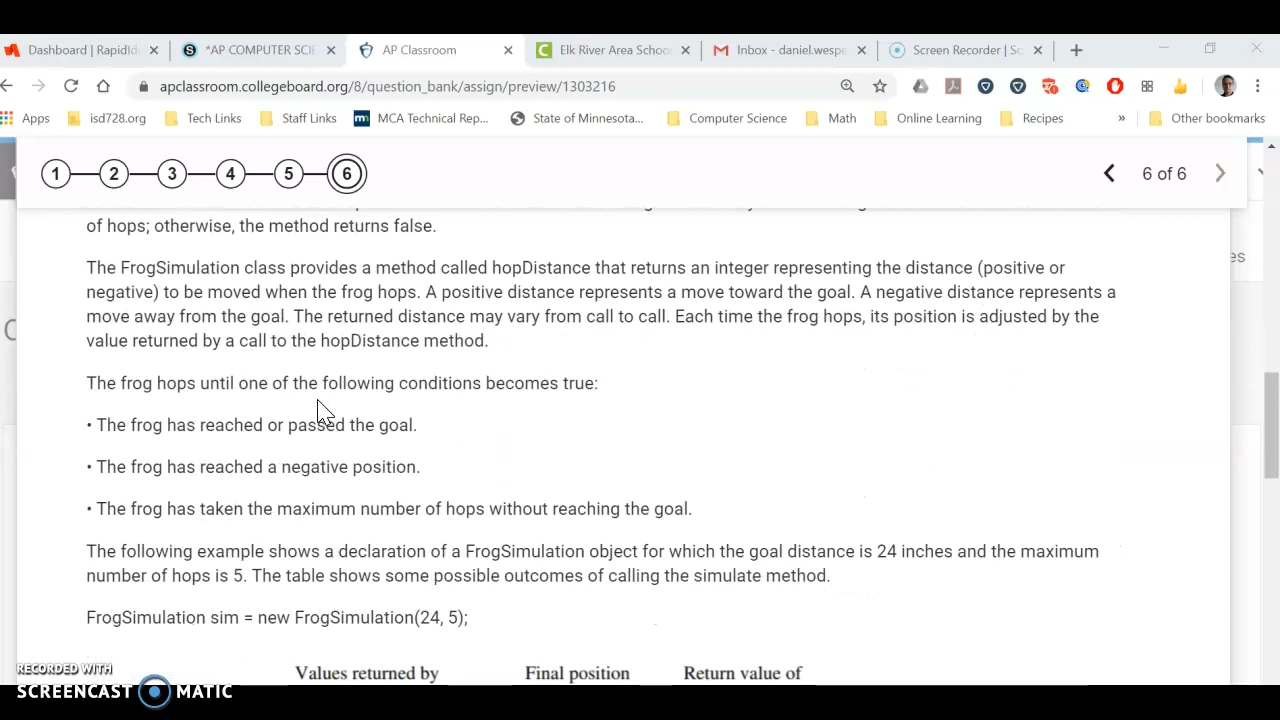 Dashboard | RapidId
*AP COMPUTER SCIE
AP Classroom
Elk River Area Schoo
Inbox - daniel.wespe
Screen Recorder | Sc
apclassroom.collegeboard.org/8/question_bank/assign/preview/1303216
Apps isd728.org Tech Links Staff Links MCA Technical Rep... State of Minnesota... Computer Science Math Online Learning Recipes » Other bookmarks
1 2 3 4 5 6 6 of 6
of hops; otherwise, the method returns false.
es
The FrogSimulation class provides a method called hopDistance that returns an integer representing the distance (positive or
negative) to be moved when the frog hops. A positive distance represents a move toward the goal. A negative distance represents a
move away from the goal. The returned distance may vary from call to call. Each time the frog hops, its position is adjusted by the
value returned by a call to the hopDistance method.
The frog hops until one of the following conditions becomes true:
• The frog has reached or passed the goal.
• The frog has reached a negative position.
• The frog has taken the maximum number of hops without reaching the goal.
The following example shows a declaration of a FrogSimulation object for which the goal distance is 24 inches and the maximum
number of hops is 5. The table shows some possible outcomes of calling the simulate method.
FrogSimulation sim = new FrogSimulation(24, 5);
Values returned by Final position Return value of
RECORDED WITH
SCREENCAST MATIC